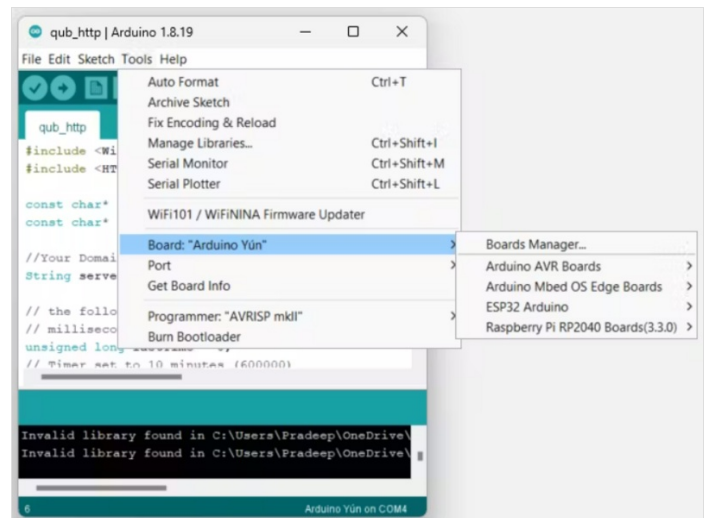 qub_http | Arduino 1.8.19
File Edit Sketch Tools Help
qub_http
Auto Format Ctrl+T
Archive Sketch
Fix Encoding & Reload
Manage Libraries... Ctrl+Shift+I
Serial Monitor Ctrl+Shift+M
Serial Plotter Ctrl+Shift+L
WiFi101 / WiFiNINA Firmware Updater
Board: "Arduino Yún"
Port
Get Board Info
Programmer: "AVRISP mkII"
Burn Bootloader
Boards Manager...
Arduino AVR Boards
Arduino Mbed OS Edge Boards
ESP32 Arduino
Raspberry Pi RP2040 Boards(3.3.0)
#include <Wi
#include <HT
const char*
const char*
//Your Domai
String serve
// the follo
// milliseco
unsigned long
// Timer set to 10 minutes (600000)
Invalid library found in C:\Users\Pradeep\OneDrive\
Invalid library found in C:\Users\Pradeep\OneDrive\
6 Arduino Yún on COM4